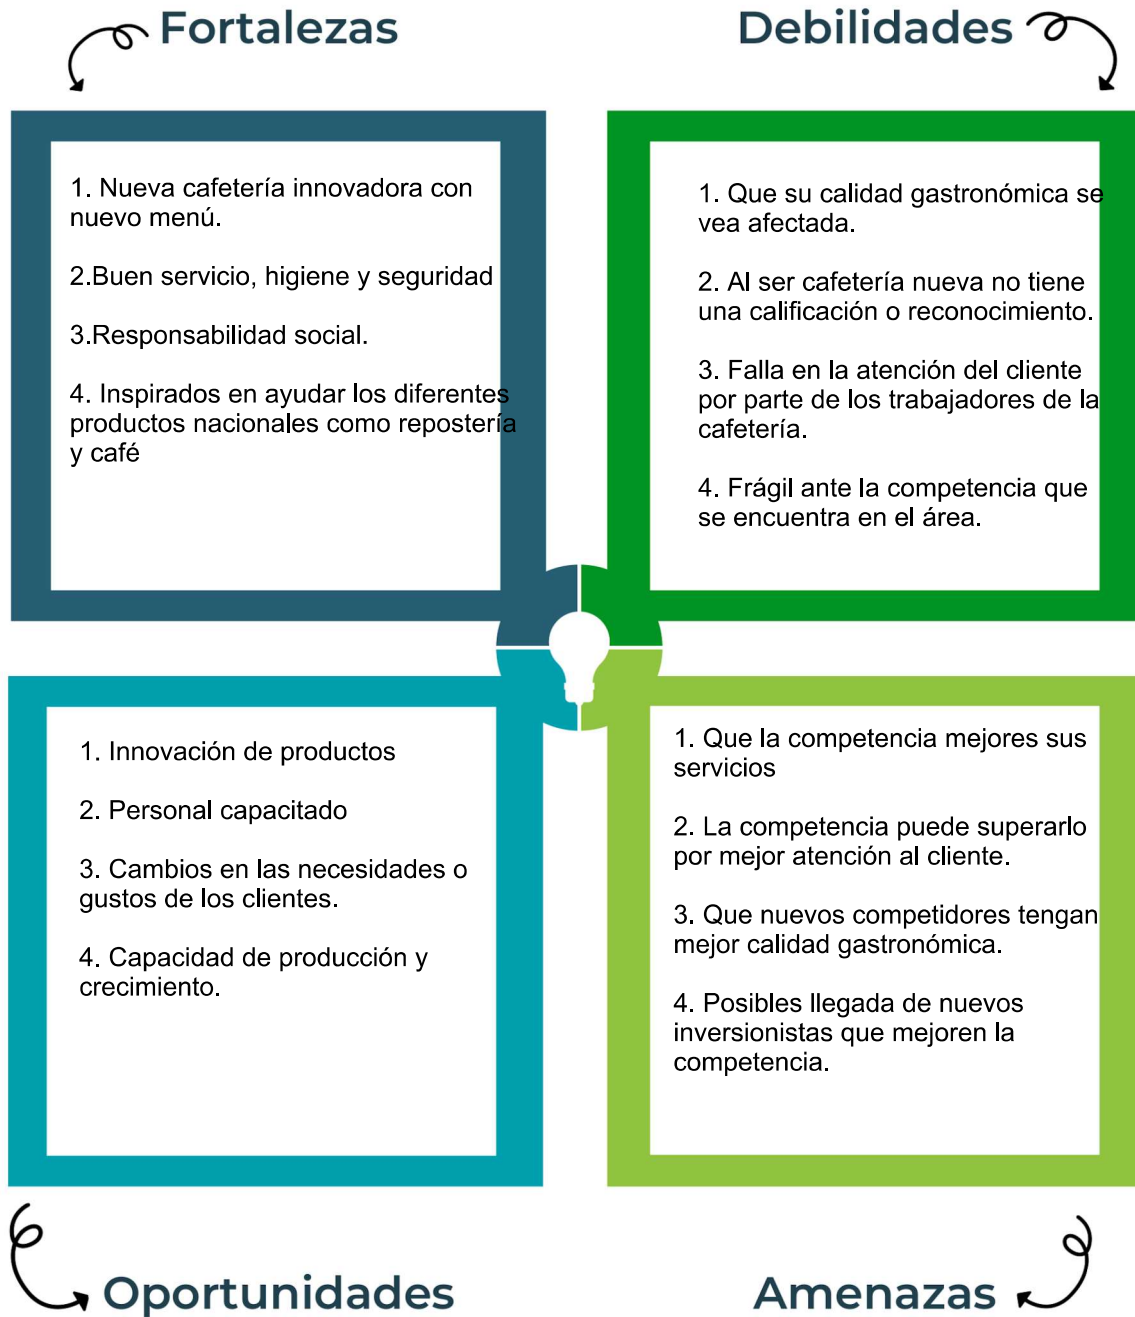 Fortalezas
1. Nueva cafetería innovadora con
nuevo menú.
2.Buen servicio, higiene y seguridad
3.Responsabilidad social.
4. Inspirados en ayudar los diferentes
productos nacionales como repostería
y café
Debilidades
1. Que su calidad gastronómica se
vea afectada.
2. Al ser cafetería nueva no tiene
una calificación o reconocimiento.
3. Falla en la atención del cliente
por parte de los trabajadores de la
cafetería.
4. Frágil ante la competencia que
se encuentra en el área.
1. Innovación de productos
2. Personal capacitado
3. Cambios en las necesidades o
gustos de los clientes.
4. Capacidad de producción y
crecimiento.
Oportunidades
1. Que la competencia mejores sus
servicios
2. La competencia puede superarlo
por mejor atención al cliente.
3. Que nuevos competidores tengan
mejor calidad gastronómica.
4. Posibles llegada de nuevos
inversionistas que mejoren la
competencia.
Amenazas